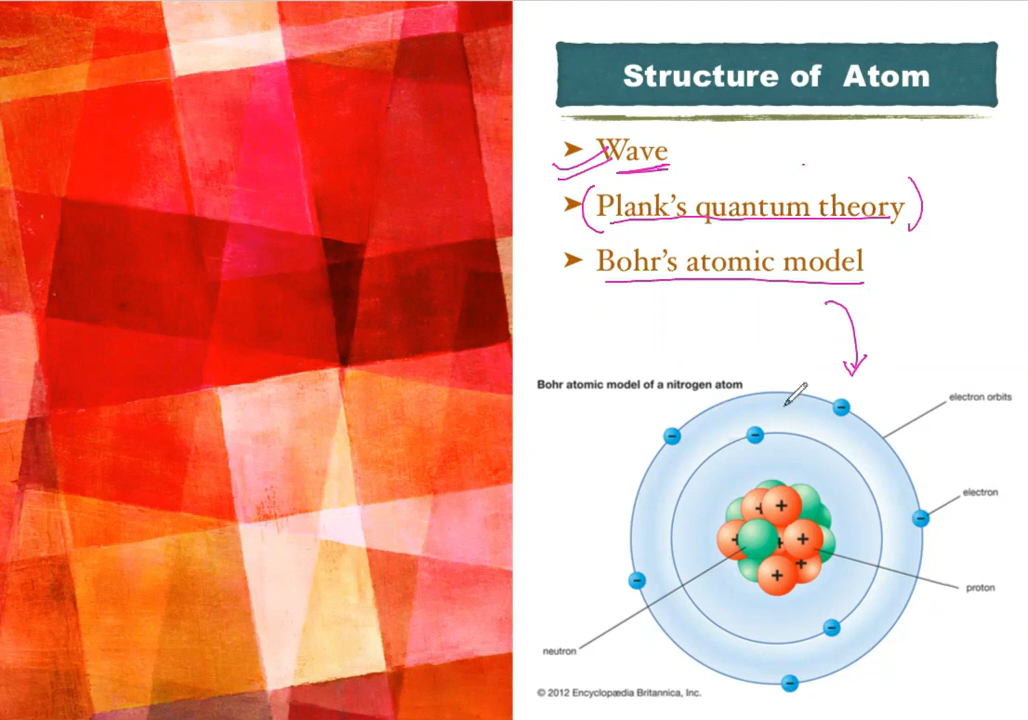 Structure of Atom
➤ Wave
➤ Plank's quantum theory
➤ Bohr's atomic model
Bohr atomic model of a nitrogen atom
electron orbits
electron
proton
neutron
© 2012 Encyclopædia Britannica, Inc.